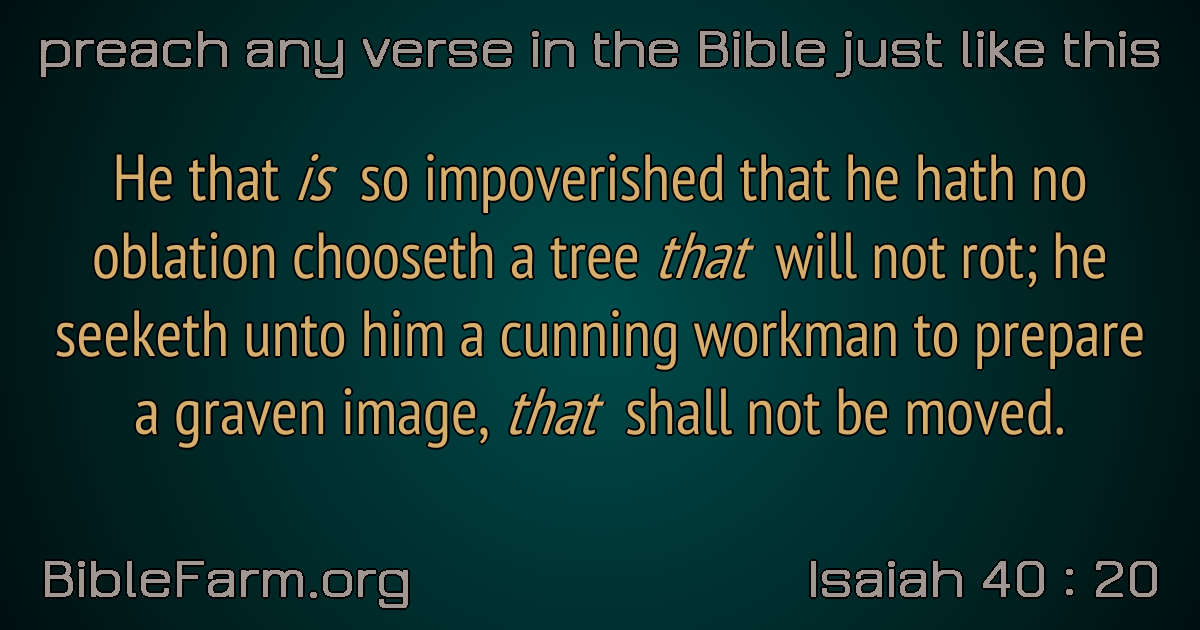 preach any verse in the Bible just like this
He that is so impoverished that he hath no
oblation chooseth a tree that will not rot; he
seeketh unto him a cunning workman to prepare
a graven image, that shall not be moved.
BibleFarm.org
Isaiah 40 : 20